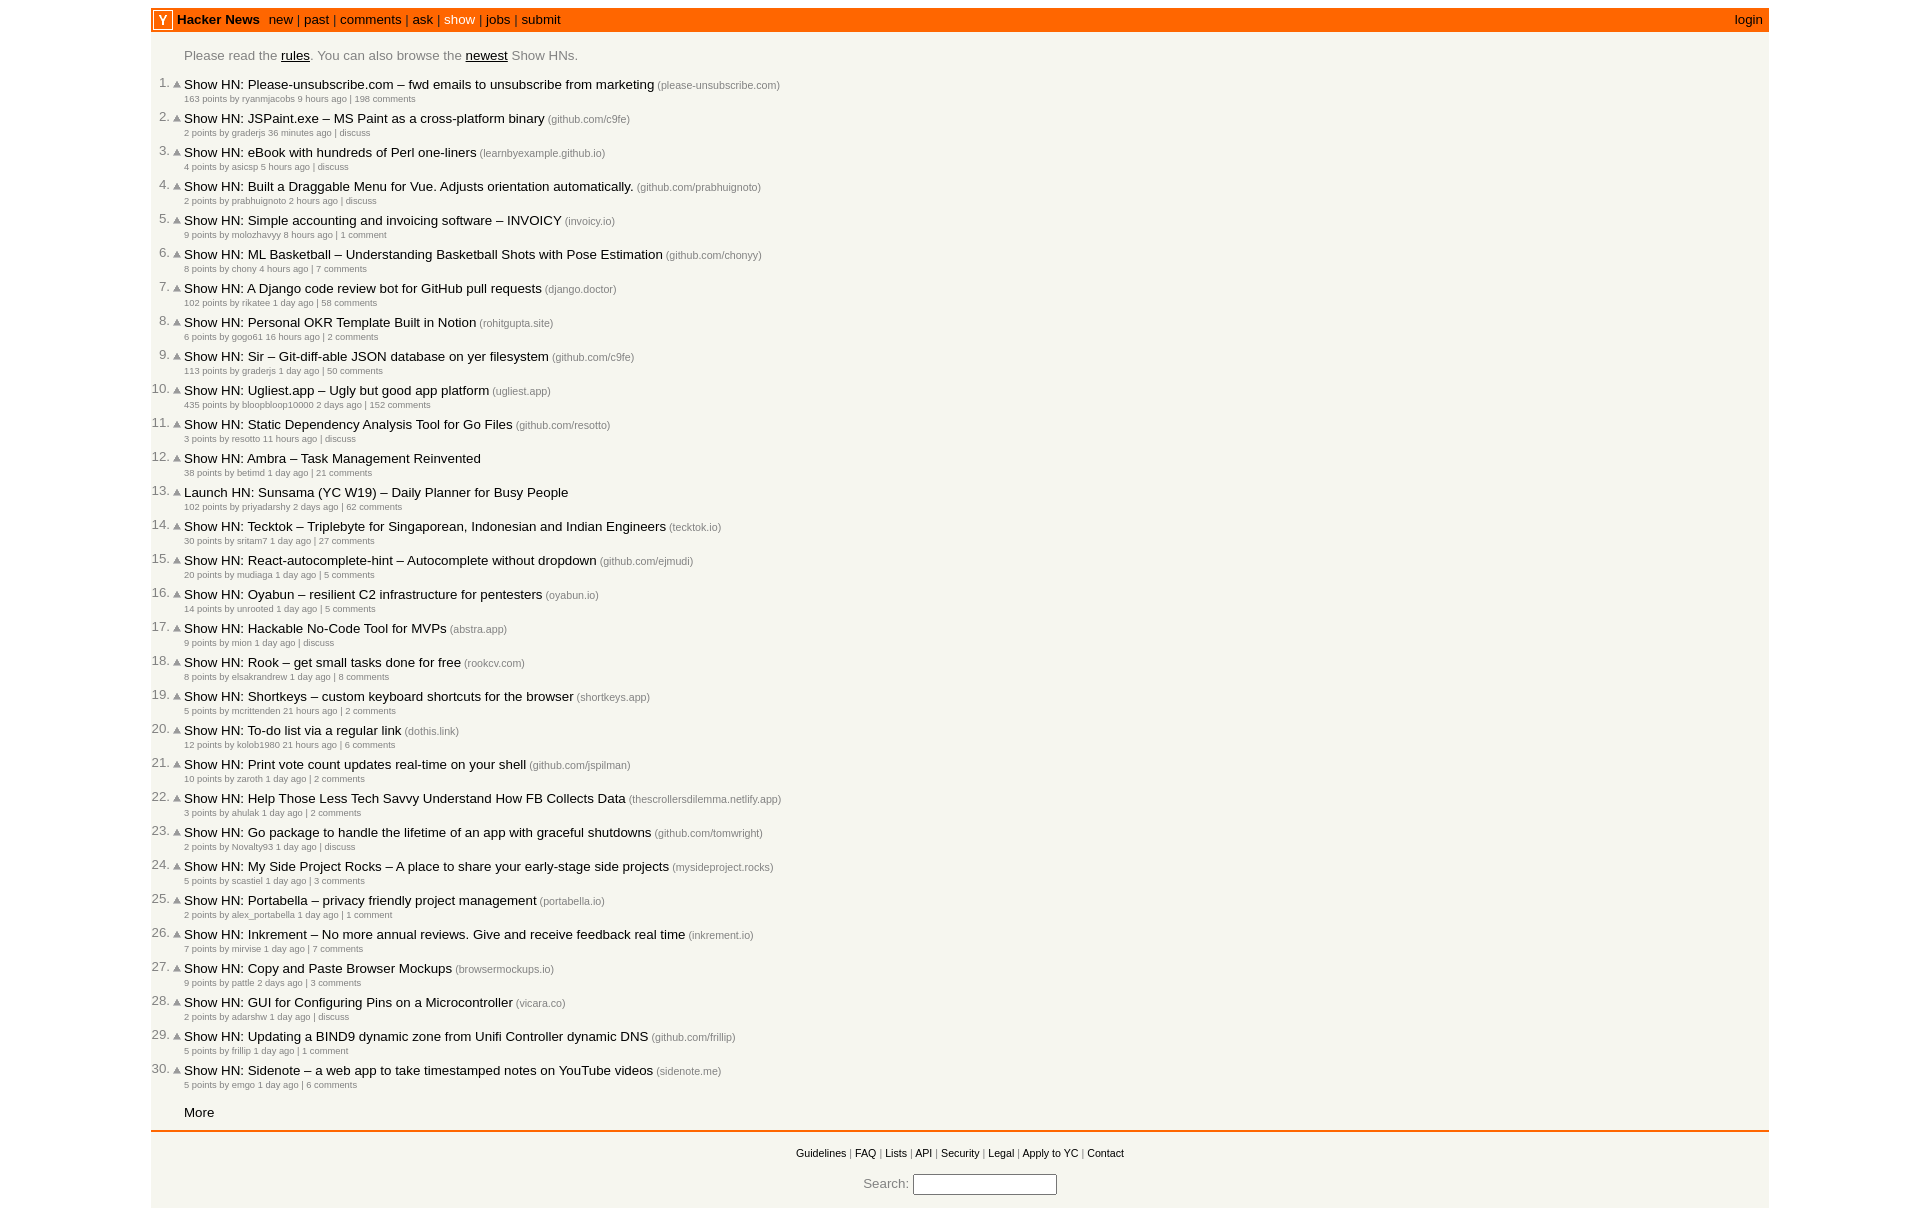 Y Hacker News new | past | comments | ask | show | jobs | submit login
Please read the rules. You can also browse the newest Show HNs.
1. Show HN: Please-unsubscribe.com – fwd emails to unsubscribe from marketing (please-unsubscribe.com)
163 points by ryanmjacobs 9 hours ago | 198 comments
2. Show HN: JSPaint.exe – MS Paint as a cross-platform binary (github.com/c9fe)
2 points by graderjs 36 minutes ago | discuss
3. Show HN: eBook with hundreds of Perl one-liners (learnbyexample.github.io)
4 points by asicsp 5 hours ago | discuss
4. Show HN: Built a Draggable Menu for Vue. Adjusts orientation automatically. (github.com/prabhuignoto)
2 points by prabhuignoto 2 hours ago | discuss
5. Show HN: Simple accounting and invoicing software – INVOICY (invoicy.io)
9 points by molozhavyy 8 hours ago | 1 comment
6. Show HN: ML Basketball – Understanding Basketball Shots with Pose Estimation (github.com/chonyy)
8 points by chony 4 hours ago | 7 comments
7. Show HN: A Django code review bot for GitHub pull requests (django.doctor)
102 points by rikatee 1 day ago | 58 comments
8. Show HN: Personal OKR Template Built in Notion (rohitgupta.site)
6 points by gogo61 16 hours ago | 2 comments
9. Show HN: Sir – Git-diff-able JSON database on yer filesystem (github.com/c9fe)
113 points by graderjs 1 day ago | 50 comments
10. Show HN: Ugliest.app – Ugly but good app platform (ugliest.app)
435 points by bloopbloop10000 2 days ago | 152 comments
11. Show HN: Static Dependency Analysis Tool for Go Files (github.com/resotto)
3 points by resotto 11 hours ago | discuss
12. Show HN: Ambra – Task Management Reinvented
38 points by betimd 1 day ago | 21 comments
13. Launch HN: Sunsama (YC W19) – Daily Planner for Busy People
102 points by priyadarshy 2 days ago | 62 comments
14. Show HN: Tecktok – Triplebyte for Singaporean, Indonesian and Indian Engineers (tecktok.io)
30 points by sritam7 1 day ago | 27 comments
15. Show HN: React-autocomplete-hint – Autocomplete without dropdown (github.com/ejmudi)
20 points by mudiaga 1 day ago | 5 comments
16. Show HN: Oyabun – resilient C2 infrastructure for pentesters (oyabun.io)
14 points by unrooted 1 day ago | 5 comments
17. Show HN: Hackable No-Code Tool for MVPs (abstra.app)
9 points by mion 1 day ago | discuss
18. Show HN: Rook – get small tasks done for free (rookcv.com)
8 points by elsakrandrew 1 day ago | 8 comments
19. Show HN: Shortkeys – custom keyboard shortcuts for the browser (shortkeys.app)
5 points by mcrittenden 21 hours ago | 2 comments
20. Show HN: To-do list via a regular link (dothis.link)
12 points by kolob1980 21 hours ago | 6 comments
21. Show HN: Print vote count updates real-time on your shell (github.com/jspilman)
10 points by zaroth 1 day ago | 2 comments
22. Show HN: Help Those Less Tech Savvy Understand How FB Collects Data (thescrollersdilemma.netlify.app)
3 points by ahulak 1 day ago | 2 comments
23. Show HN: Go package to handle the lifetime of an app with graceful shutdowns (github.com/tomwright)
2 points by Novalty93 1 day ago | discuss
24. Show HN: My Side Project Rocks – A place to share your early-stage side projects (mysideproject.rocks)
5 points by scastiel 1 day ago | 3 comments
25. Show HN: Portabella – privacy friendly project management (portabella.io)
2 points by alex_portabella 1 day ago | 1 comment
26. Show HN: Inkrement – No more annual reviews. Give and receive feedback real time (inkrement.io)
7 points by mirvise 1 day ago | 7 comments
27. Show HN: Copy and Paste Browser Mockups (browsermockups.io)
9 points by pattle 2 days ago | 3 comments
28. Show HN: GUI for Configuring Pins on a Microcontroller (vicara.co)
2 points by adarshw 1 day ago | discuss
29. Show HN: Updating a BIND9 dynamic zone from Unifi Controller dynamic DNS (github.com/frillip)
5 points by frillip 1 day ago | 1 comment
30. Show HN: Sidenote – a web app to take timestamped notes on YouTube videos (sidenote.me)
5 points by emgo 1 day ago | 6 comments
More
Guidelines | FAQ | Lists | API | Security | Legal | Apply to YC | Contact
Search: